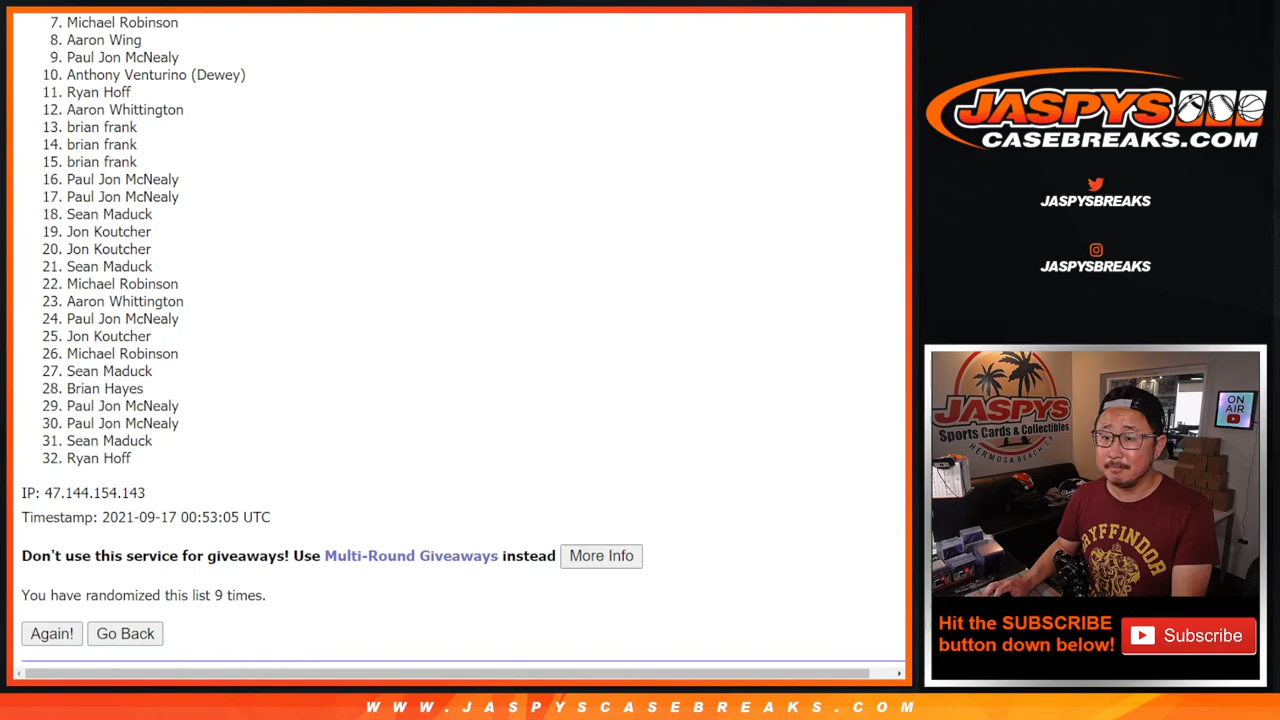 7. Michael Robinson
8. Aaron Wing
9. Paul Jon McNealy
10. Anthony Venturino (Dewey)
11. Ryan Hoff
12. Aaron Whittington
13. brian frank
14. brian frank
15. brian frank
16. Paul Jon McNealy
17. Paul Jon McNealy
18. Sean Maduck
19. Jon Koutcher
20. Jon Koutcher
21. Sean Maduck
22. Michael Robinson
23. Aaron Whittington
24. Paul Jon McNealy
25. Jon Koutcher
26. Michael Robinson
27. Sean Maduck
28. Brian Hayes
29. Paul Jon McNealy
30. Paul Jon McNealy
31. Sean Maduck
32. Ryan Hoff
IP: 47.144.154.143
Timestamp: 2021-09-17 00:53:05 UTC
Don't use this service for giveaways! Use Multi-Round Giveaways instead More Info
You have randomized this list 9 times.
Again! Go Back
JASPYS
CASEBREAKS.COM
JASPYSBREAKS
JASPYSBREAKS
JASPYS
Sports Cards & Collectibles
HERMOSA BEACH, CA
ON
AIR
GRYFFINDOR
Hit the SUBSCRIBE
button down below!
Subscribe
WWW.JASPYSCASEBREAKS.COM